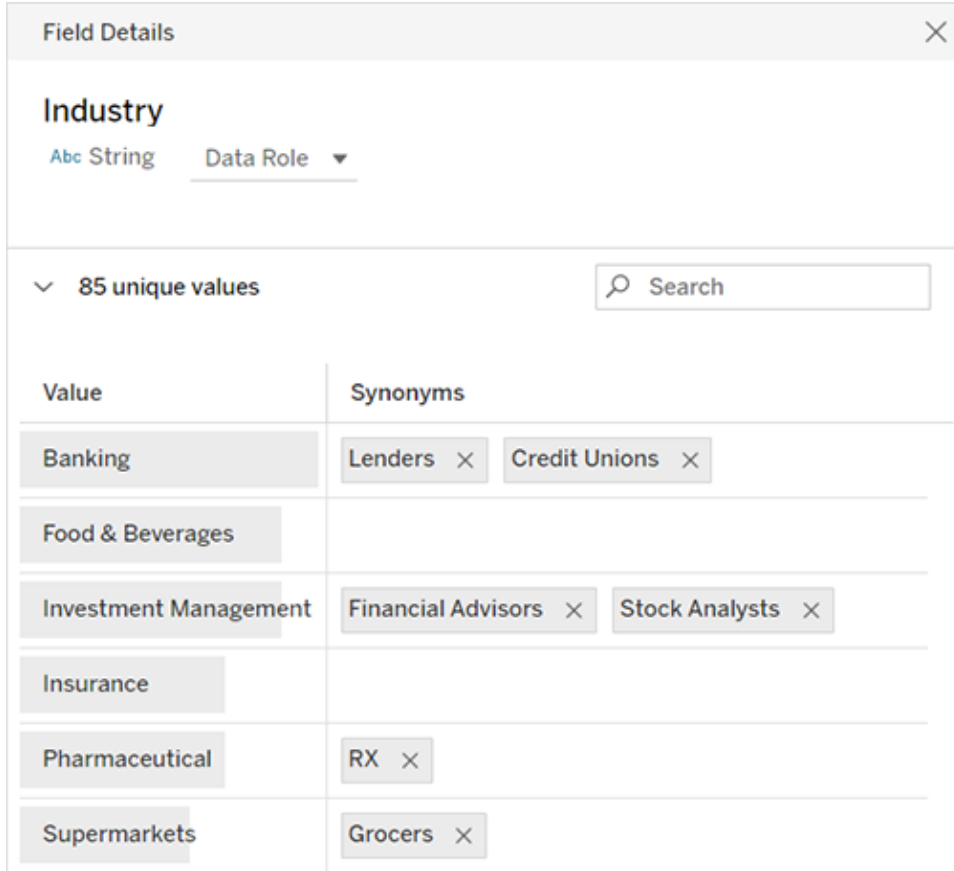 Field Details
Industry
Abc String Data Role
85 unique values Search
Value Synonyms
Banking Lenders Credit Unions
Food & Beverages
Investment Management Financial Advisors Stock Analysts
Insurance
Pharmaceutical RX
Supermarkets Grocers